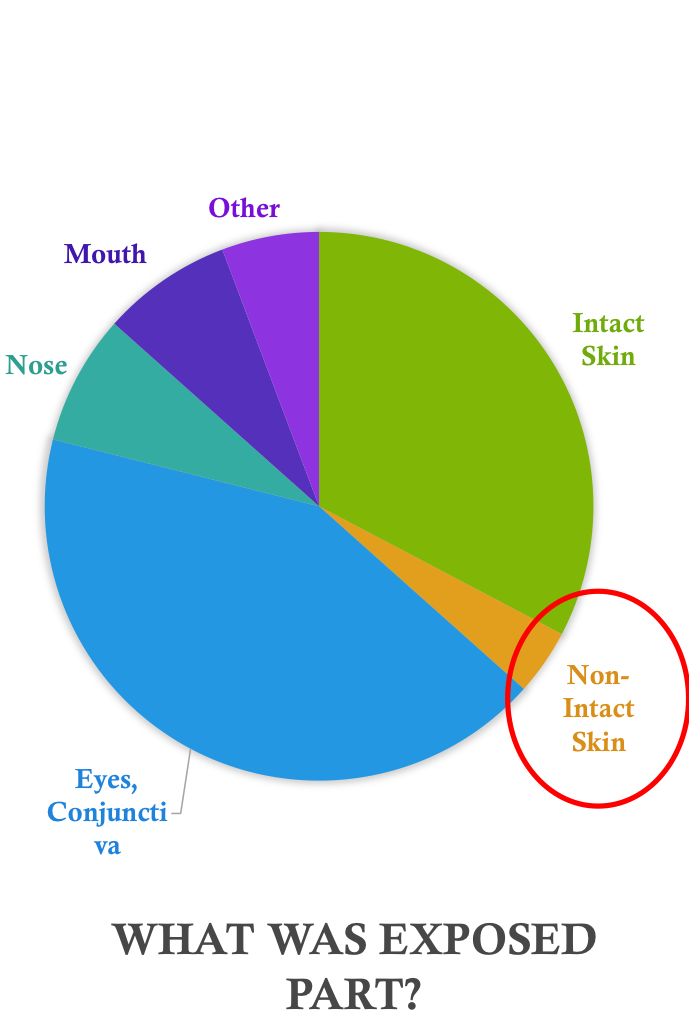 Other
Mouth
Intact
Skin
Nose
Non-
Intact
Skin
Eyes,
Conjuncti
va
WHAT WAS EXPOSED
PART?